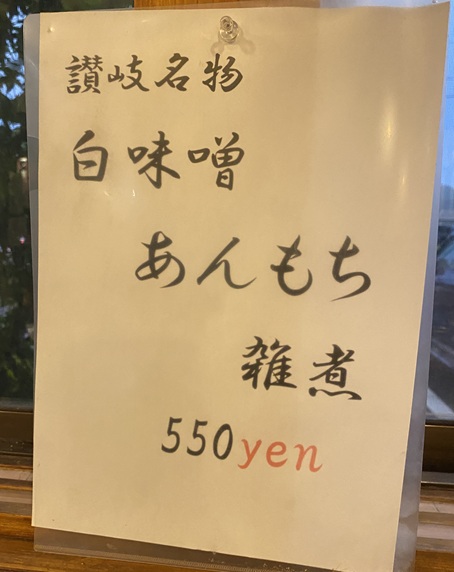 讃岐名物
白味噌
あんもち
雑煮
550yen